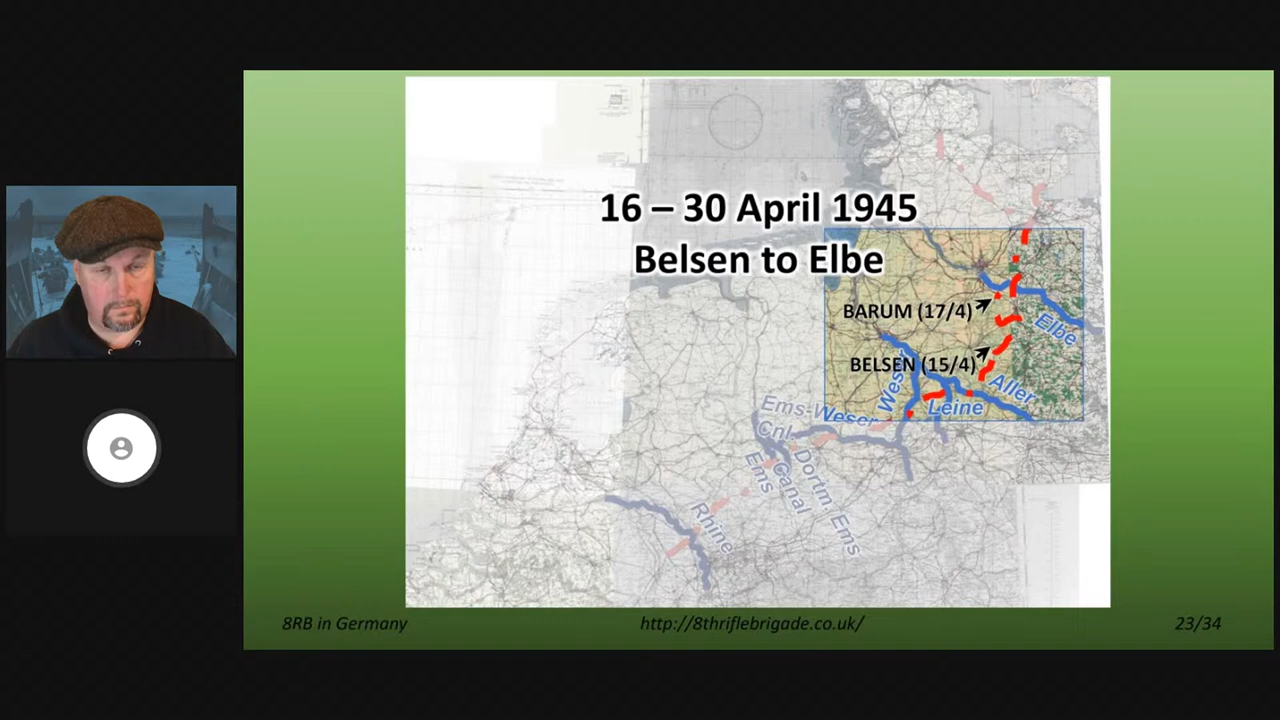 16 – 30 April 1945
Belsen to Elbe
BARUM (17/4)
Elbe
BELSEN (15/4)
Weser
Aller
Leine
Ems-Weser
Cnl
Dortm. Ems
Canal
Ems
Rhine
8RB in Germany
http://8thriflebrigade.co.uk/
23/34